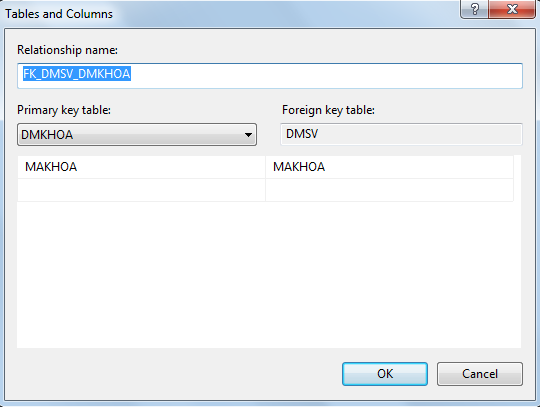 Tables and Columns
Relationship name:
FK_DMSV_DMKHOA
Primary key table:
Foreign key table:
DMKHOA
DMSV
MAKHOA
MAKHOA
OK
Cancel